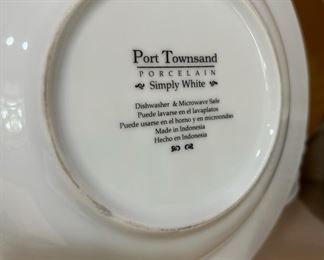 Port Townsand
PORCELAIN
Simply White
Dishwasher & Microwave Safe
Puede lavarse en el lavaplatos
Puede usarse en el horno y en microondas
Made in Indonesia
Hecho en Indonesia